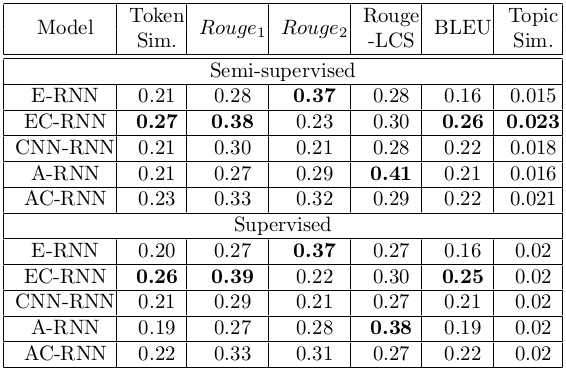 Model Token Sim. Rouge1 Rouge2 Rouge-LCS BLEU Topic Sim.
Semi-supervised
E-RNN 0.21 0.28 0.37 0.28 0.16 0.015
EC-RNN 0.27 0.38 0.23 0.30 0.26 0.023
CNN-RNN 0.21 0.30 0.21 0.28 0.22 0.018
A-RNN 0.21 0.27 0.29 0.41 0.21 0.016
AC-RNN 0.23 0.33 0.32 0.29 0.22 0.021
Supervised
E-RNN 0.20 0.27 0.37 0.27 0.16 0.02
EC-RNN 0.26 0.39 0.22 0.30 0.25 0.02
CNN-RNN 0.21 0.29 0.21 0.27 0.21 0.02
A-RNN 0.19 0.27 0.28 0.38 0.19 0.02
AC-RNN 0.22 0.33 0.31 0.27 0.22 0.02